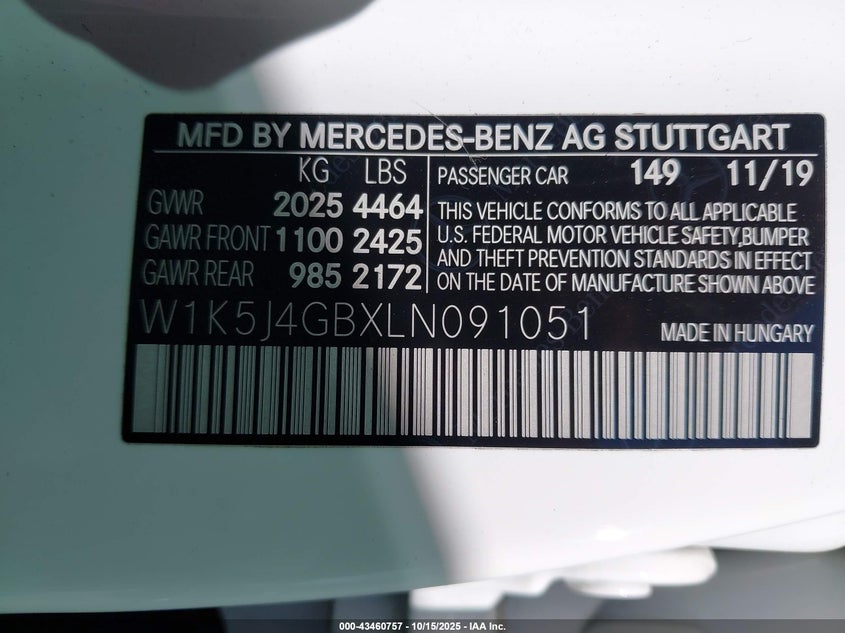 MFD BY MERCEDES-BENZ AG STUTTGART
KG LBS
GVWR 2025 4464
GAWR FRONT 1100 2425
GAWR REAR 985 2172
PASSENGER CAR 149 11/19
THIS VEHICLE CONFORMS TO ALL APPLICABLE
U.S. FEDERAL MOTOR VEHICLE SAFETY,BUMPER
AND THEFT PREVENTION STANDARDS IN EFFECT
ON THE DATE OF MANUFACTURE SHOWN ABOVE
W1K5J4GBXLN091051
MADE IN HUNGARY
000-43460757 - 10/15/2025 - IAA Inc.